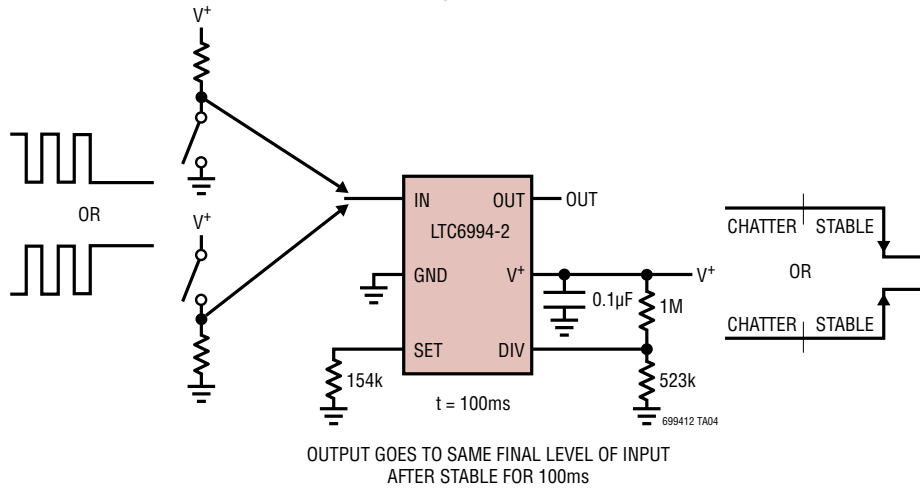 V+
OR
V+
IN
OUT
OUT
LTC6994-2
GND
V+
V+
0.1µF
1M
SET
DIV
154k
523k
t = 100ms
699412 TA04
CHATTER
STABLE
OR
CHATTER
STABLE
OUTPUT GOES TO SAME FINAL LEVEL OF INPUT
AFTER STABLE FOR 100ms